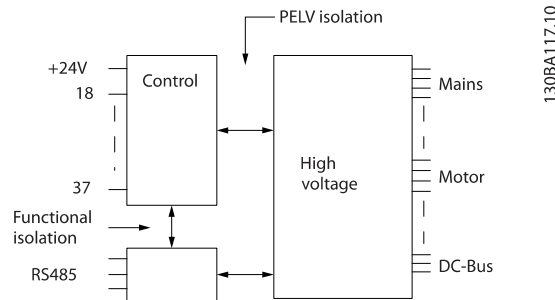 PELV isolation
130BA117.10
+24V
Control
Mains
18
High
voltage
Motor
37
Functional
isolation
RS485
DC-Bus